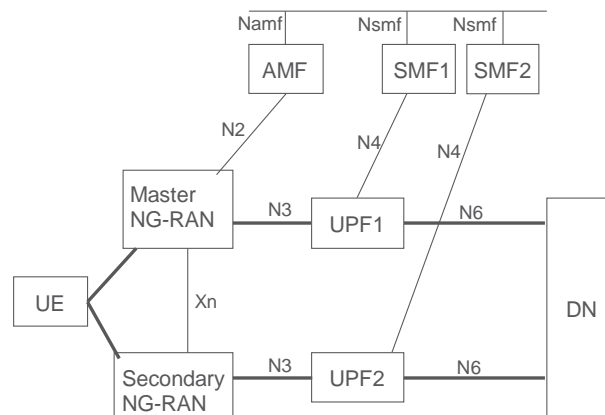 Namf
Nsmf
Nsmf
AMF
SMF1
SMF2
N2
N4
N4
Master
NG-RAN
N3
UPF1
N6
UE
Xn
DN
Secondary
NG-RAN
N3
UPF2
N6